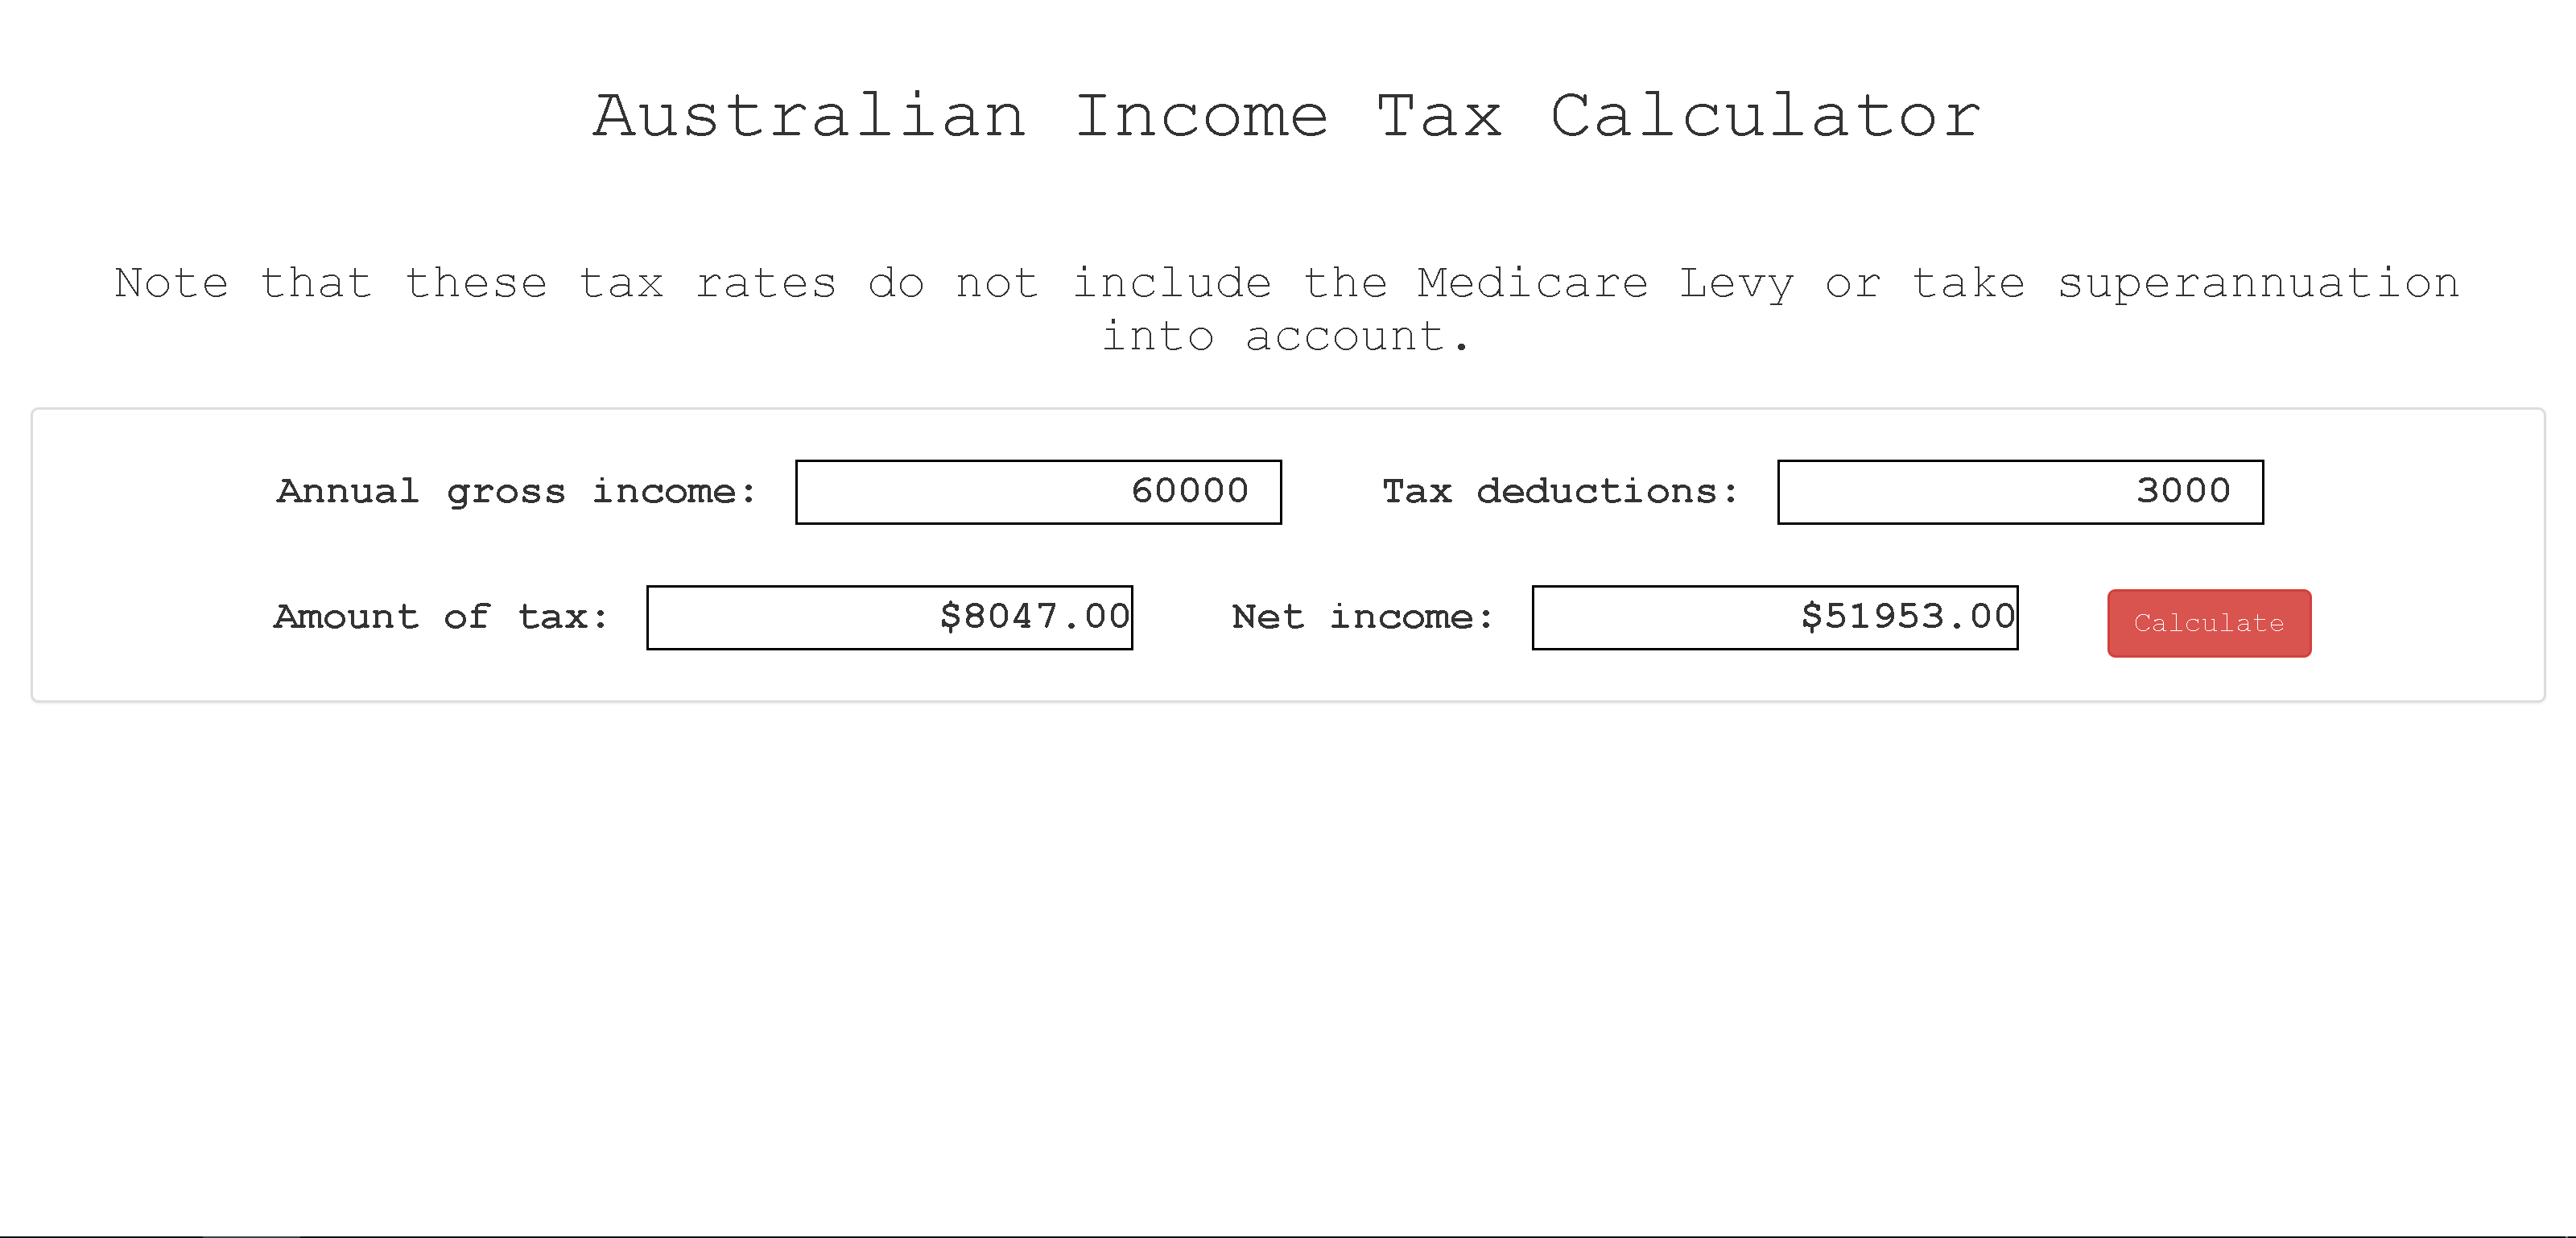 Australian Income Tax Calculator
Note that these tax rates do not include the Medicare Levy or take superannuation
into account.
Annual gross income: 60000 Tax deductions: 3000
Amount of tax: $8047.00 Net income: $51953.00 Calculate